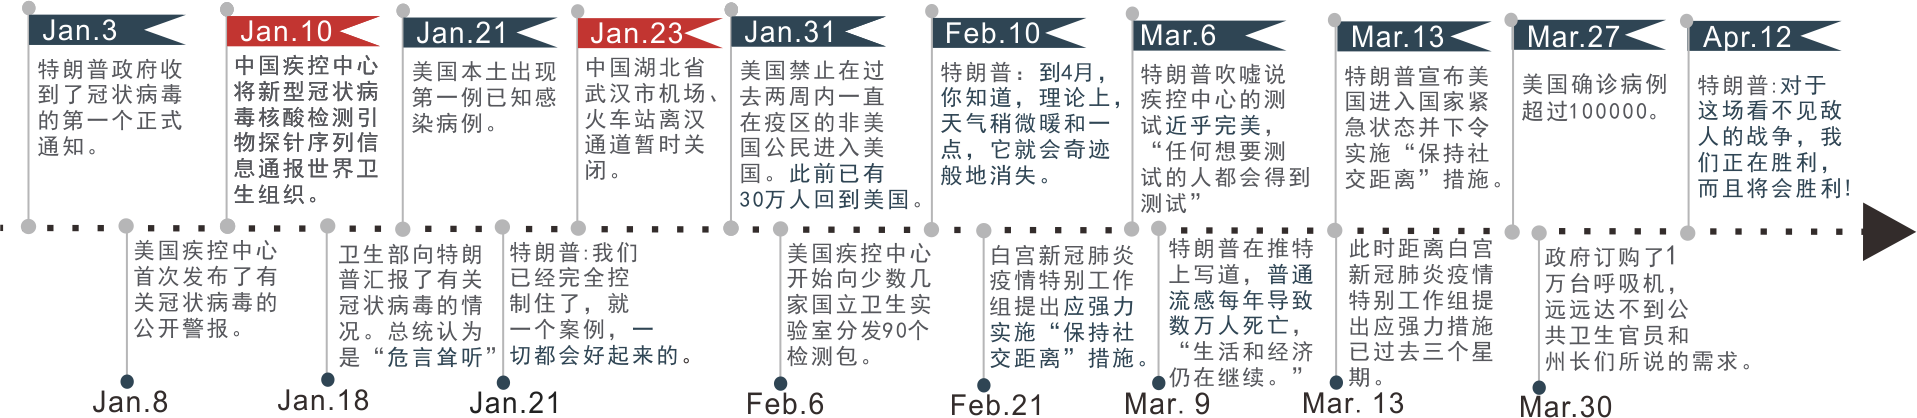 Jan.3
特朗普政府收
到了冠状病毒
的第一个正式
通知。
Jan.10
中国疾控中心
将新型冠状病
毒核酸检测引
物探针序列信
息通报世界卫
生组织。
Jan.21
美国本土出现
第一例已知感
染病例。
Jan.23
中国湖北省
武汉市机场、
火车站离汉
通道暂时关
闭。
Jan.31
美国禁止在过
去两周内一直
在疫区的非美
国公民进入美
国。此前已有
30万人回到美国。
Feb.10
特朗普：到4月，
你知道，理论上，
天气稍微暖和一
点，它就会奇迹
般地消失。
Mar.6
特朗普吹嘘说
疾控中心的测
试近乎完美，
“任何想要测
试的人都会得到
测试”
Mar.13
特朗普宣布美
国进入国家紧
急状态并下令
实施“保持社
交距离”措施。
Mar.27
美国确诊病例
超过100000。
Apr.12
特朗普:对于
这场看不见敌
人的战争，我
们正在胜利，
而且将会胜利!
美国疾控中心
首次发布了有
关冠状病毒的
公开警报。
Jan.8
卫生部向特朗
普汇报了有关
冠状病毒的情
况。总统认为
是“危言耸听”
Jan.18
特朗普:我们
已经完全控
制住了，就
一个案例，一
切都会好起来的。
Jan.21
美国疾控中心
开始向少数几
家国立卫生实
验室分发90个
检测包。
Feb.6
白宫新冠肺炎
疫情特别工作
组提出应强力
实施“保持社
交距离”措施。
Feb.21
特朗普在推特
上写道，普通
流感每年导致
数万人死亡，
“生活和经济
仍在继续。”
Mar. 9
此时距离白宫
新冠肺炎疫情
特别工作组提
出应强力措施
已过去三个星
期。
Mar. 13
政府订购了1
万台呼吸机，
远远达不到公
共卫生官员和
州长们所说的需求。
Mar.30